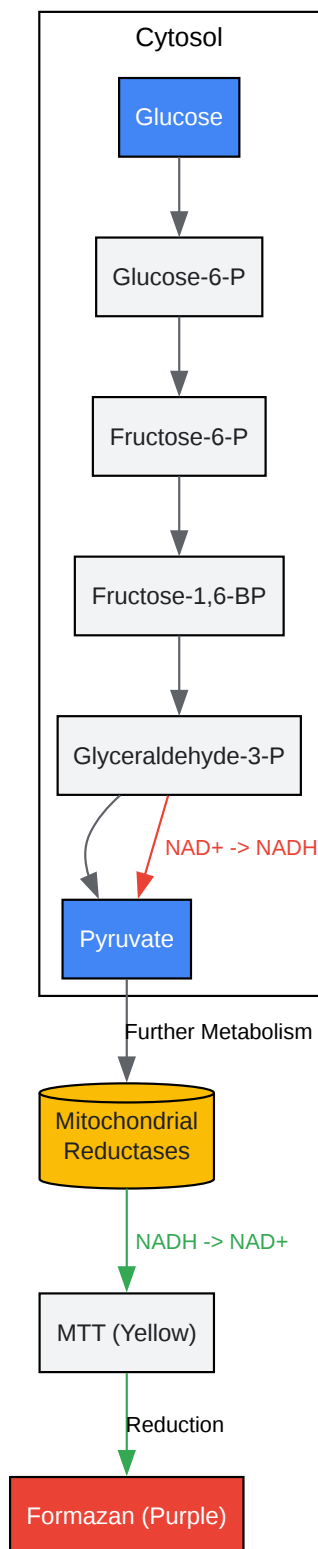 Cytosol
Glucose
Glucose-6-P
Fructose-6-P
Fructose-1,6-BP
Glyceraldehyde-3-P
NAD+ -> NADH
Pyruvate
Further Metabolism
Mitochondrial
Reductases
NADH -> NAD+
MTT (Yellow)
Reduction
Formazan (Purple)